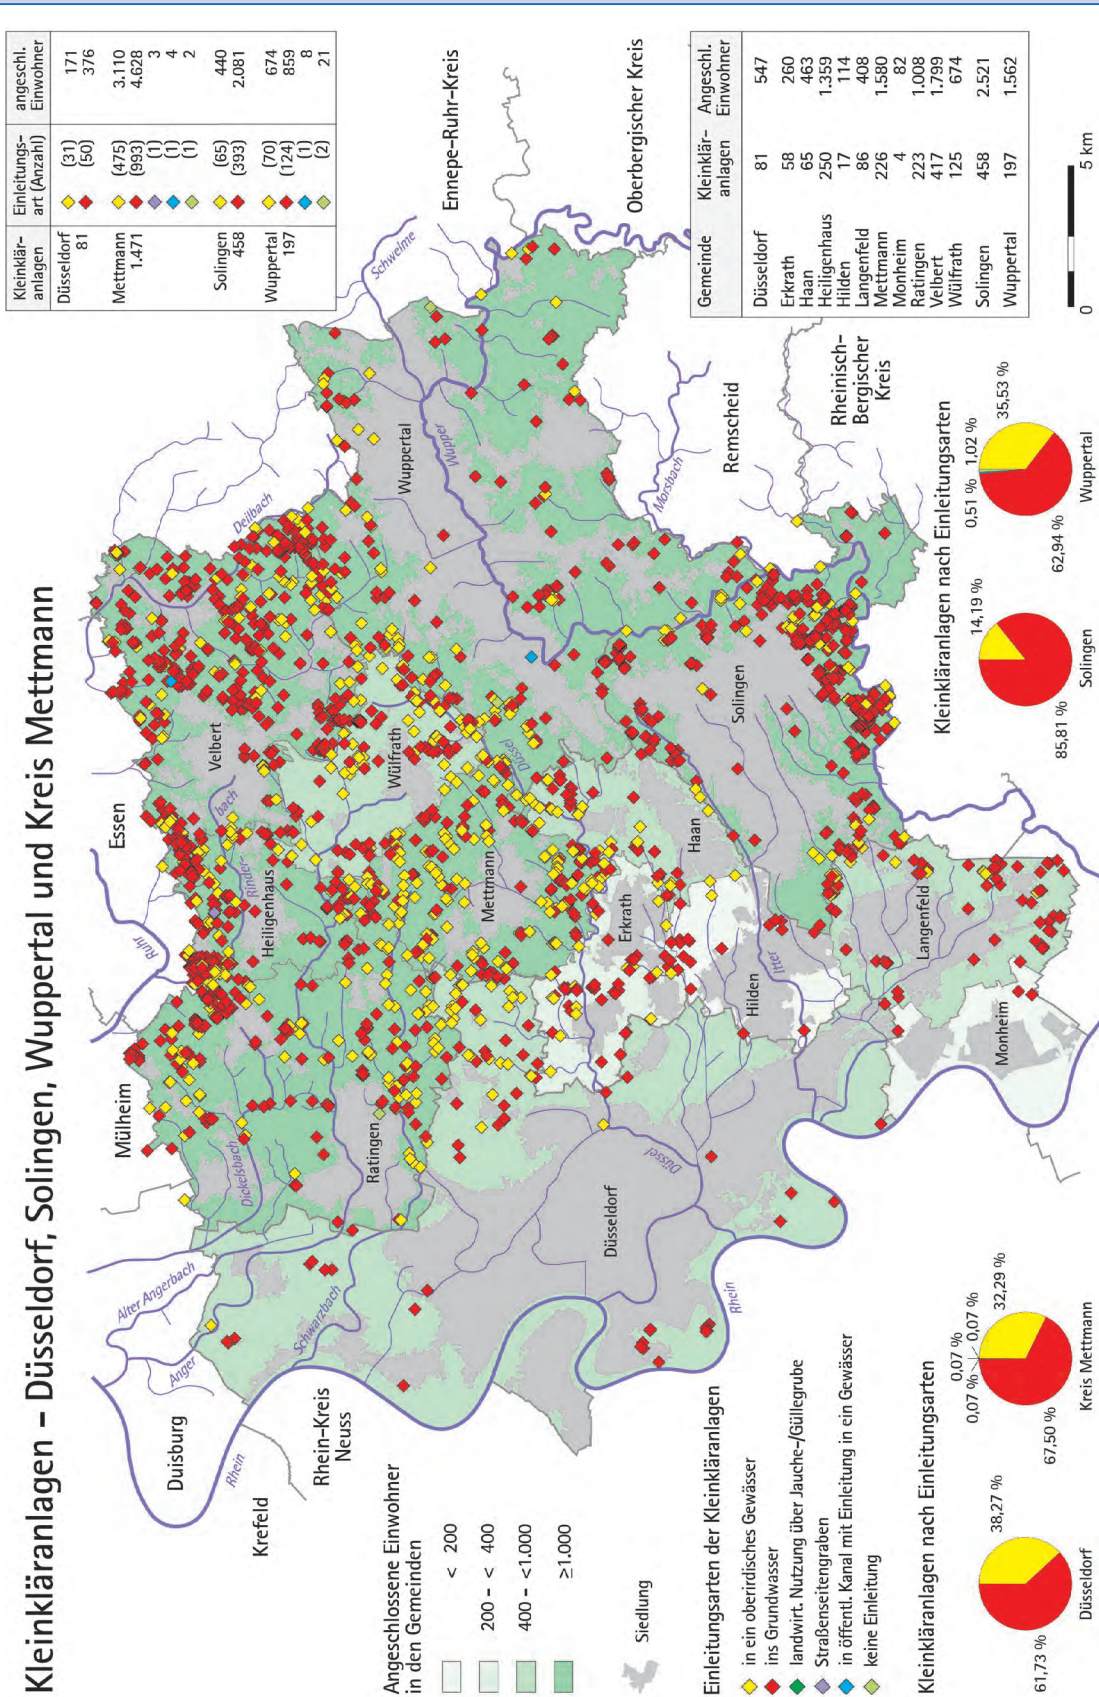 Kleinkläranlagen – Düsseldorf, Solingen, Wuppertal und Kreis Mettmann
Kleinklär-
anlagen
Einleitungs-
art (Anzahl)
angeschl.
Einwohner
Düsseldorf (31) 171
81 (50) 376
Mettmann (475) 3.110
1.471 (993) 4.628
(1) 3
(1) 4
(1) 2
Solingen (65) 440
458 (393) 2.081
Wuppertal (70) 674
197 (124) 859
(1) 8
(2) 21
Duisburg
Mülheim
Essen
Ennepe-Ruhr-Kreis
Oberbergischer Kreis
Krefeld
Rhein-Kreis
Neuss
Remscheid
Rheinisch-
Bergischer
Kreis
Rhein
Anger
Alter Angerbach
Schwarzbach
Dickelsbach
Ruhr
Rinder-
bach
Deilbach
Schwelme
Wupper
Morsbach
Düssel
Düssel
Itter
Rhein
Ratingen
Heiligenhaus
Velbert
Wülfrath
Mettmann
Wuppertal
Düsseldorf
Erkrath
Haan
Hilden
Solingen
Langenfeld
Monheim
Gemeinde
Kleinklär-
anlagen
Angeschl.
Einwohner
Düsseldorf 81 547
Erkrath 58 260
Haan 65 463
Heiligenhaus 250 1.359
Hilden 17 114
Langenfeld 86 408
Mettmann 226 1.580
Monheim 4 82
Ratingen 223 1.008
Velbert 417 1.799
Wülfrath 125 674
Solingen 458 2.521
Wuppertal 197 1.562
0 5 km
Angeschlossene Einwohner
in den Gemeinden
< 200
200 – < 400
400 – <1.000
≥1.000
Siedlung
Einleitungsarten der Kleinkläranlagen
in ein oberirdisches Gewässer
ins Grundwasser
landwirt. Nutzung über Jauche-/Güllegrube
Straßenseitengraben
in öffentl. Kanal mit Einleitung in ein Gewässer
keine Einleitung
Kleinkläranlagen nach Einleitungsarten
61,73 %
38,27 %
Düsseldorf
67,50 %
0,07 %
0,07 %
0,07 %
32,29 %
Kreis Mettmann
Kleinkläranlagen nach Einleitungsarten
85,81 %
14,19 %
Solingen
62,94 %
0,51 %
1,02 %
35,53 %
Wuppertal